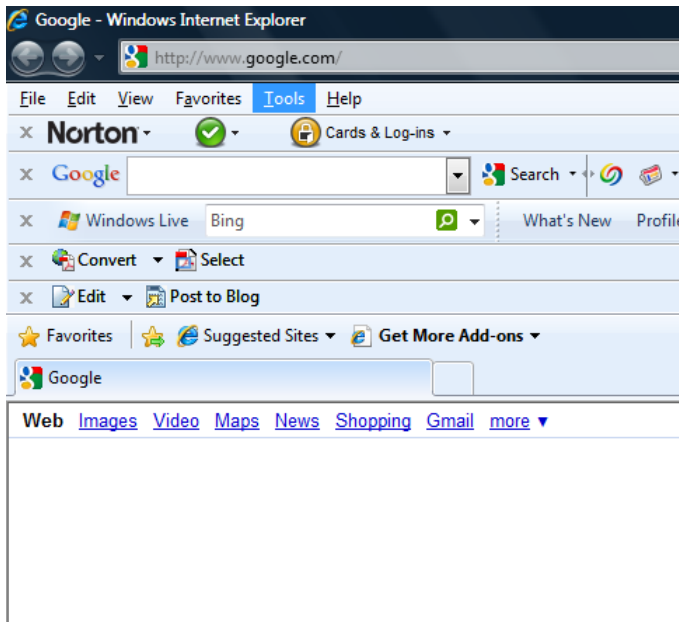 Google - Windows Internet Explorer
http://www.google.com/
File Edit View Favorites Tools Help
x Norton Cards & Log-ins
x Google Search
x Windows Live Bing What's New Profile
x Convert Select
x Edit Post to Blog
Favorites Suggested Sites Get More Add-ons
Google
Web Images Video Maps News Shopping Gmail more ▼